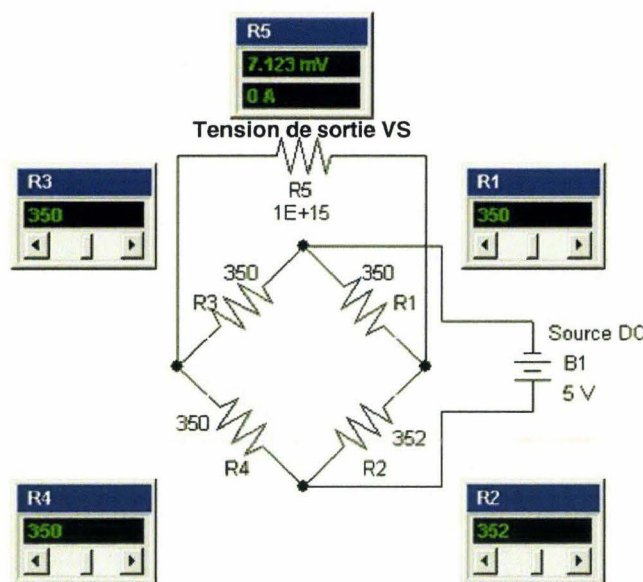 R5
7.123 mV
0 A
Tension de sortie VS
R5
1E+15
R3
350
R1
350
350
R3
350
R1
Source DC
B1
5 V
350
R4
352
R2
R4
350
R2
352